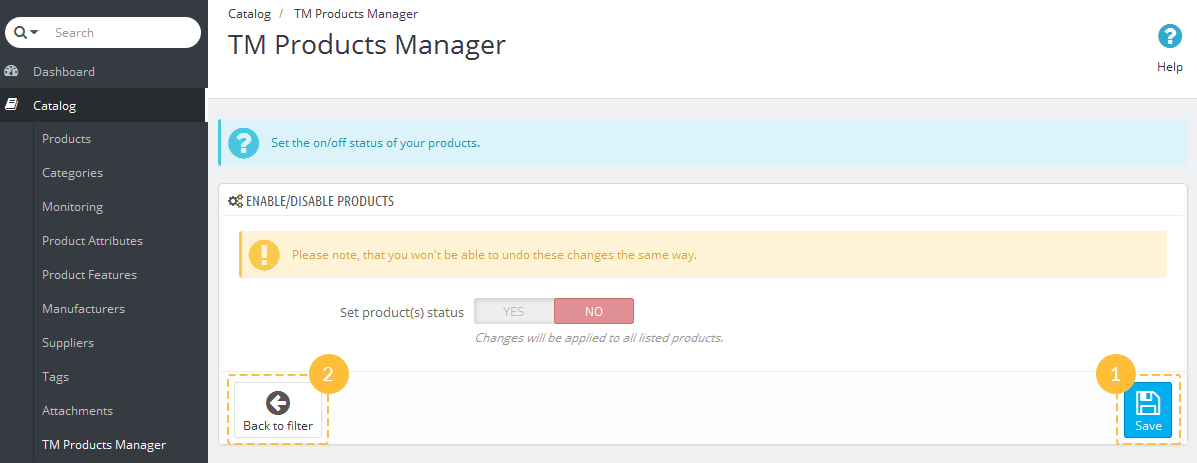 Search
Dashboard
Catalog
Products
Categories
Monitoring
Product Attributes
Product Features
Manufacturers
Suppliers
Tags
Attachments
TM Products Manager
Catalog / TM Products Manager
TM Products Manager
? Help
? Set the on/off status of your products.
ENABLE/DISABLE PRODUCTS
! Please note, that you won't be able to undo these changes the same way.
Set product(s) status YES NO
Changes will be applied to all listed products.
2
Back to filter
1
Save